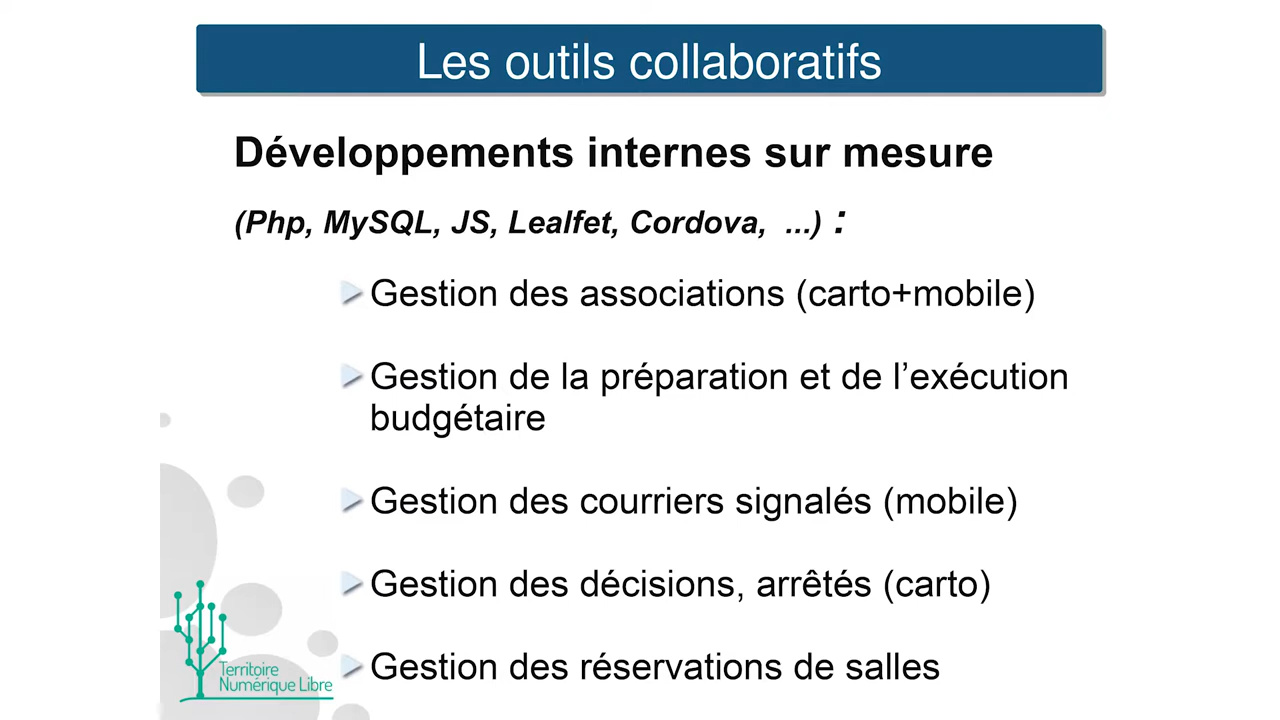 Les outils collaboratifs
Développements internes sur mesure
(Php, MySQL, JS, Lealfet, Cordova, ...) :
Gestion des associations (carto+mobile)
Gestion de la préparation et de l’exécution
budgétaire
Gestion des courriers signalés (mobile)
Gestion des décisions, arrêtés (carto)
Gestion des réservations de salles
Territoire
Numérique Libre